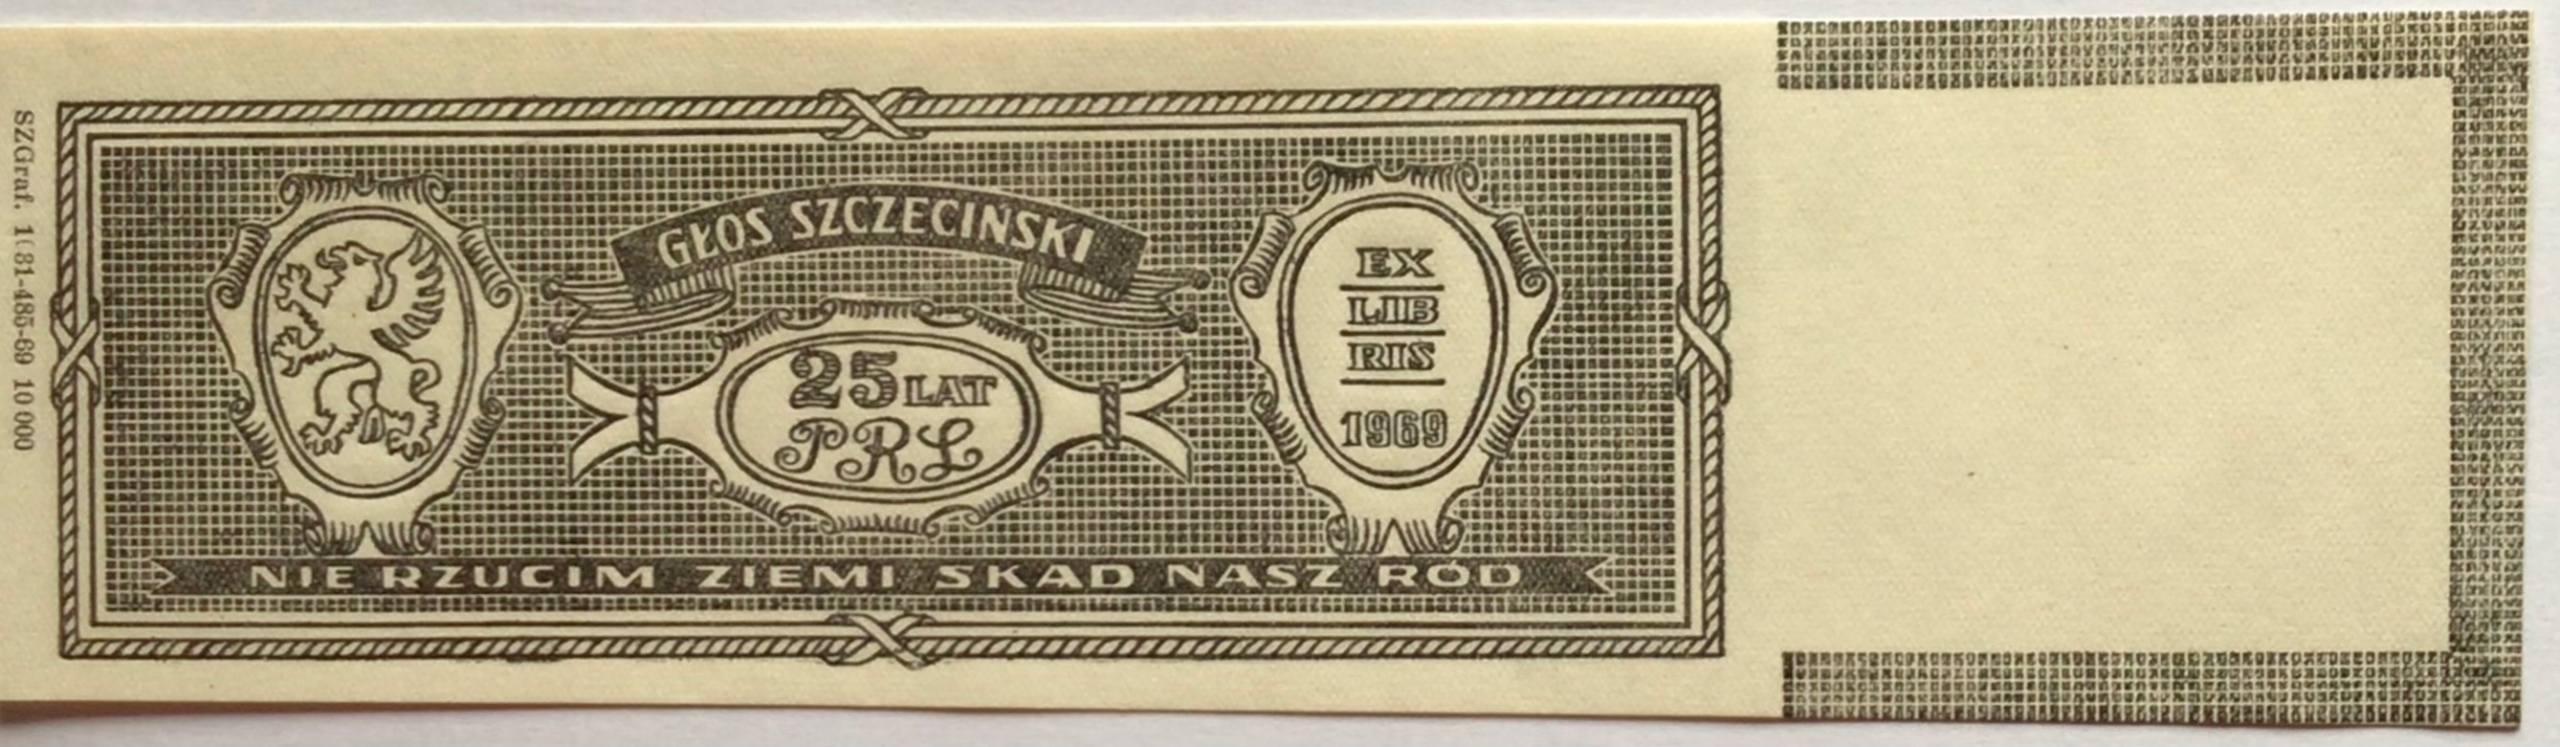 SZGraf. 1081-485-69 10 000
GŁOS SZCZECIŃSKI
25 LAT
PRL
EX
LIB
RIS
1969
NIE RZUCIM ZIEMI SKĄD NASZ RÓD